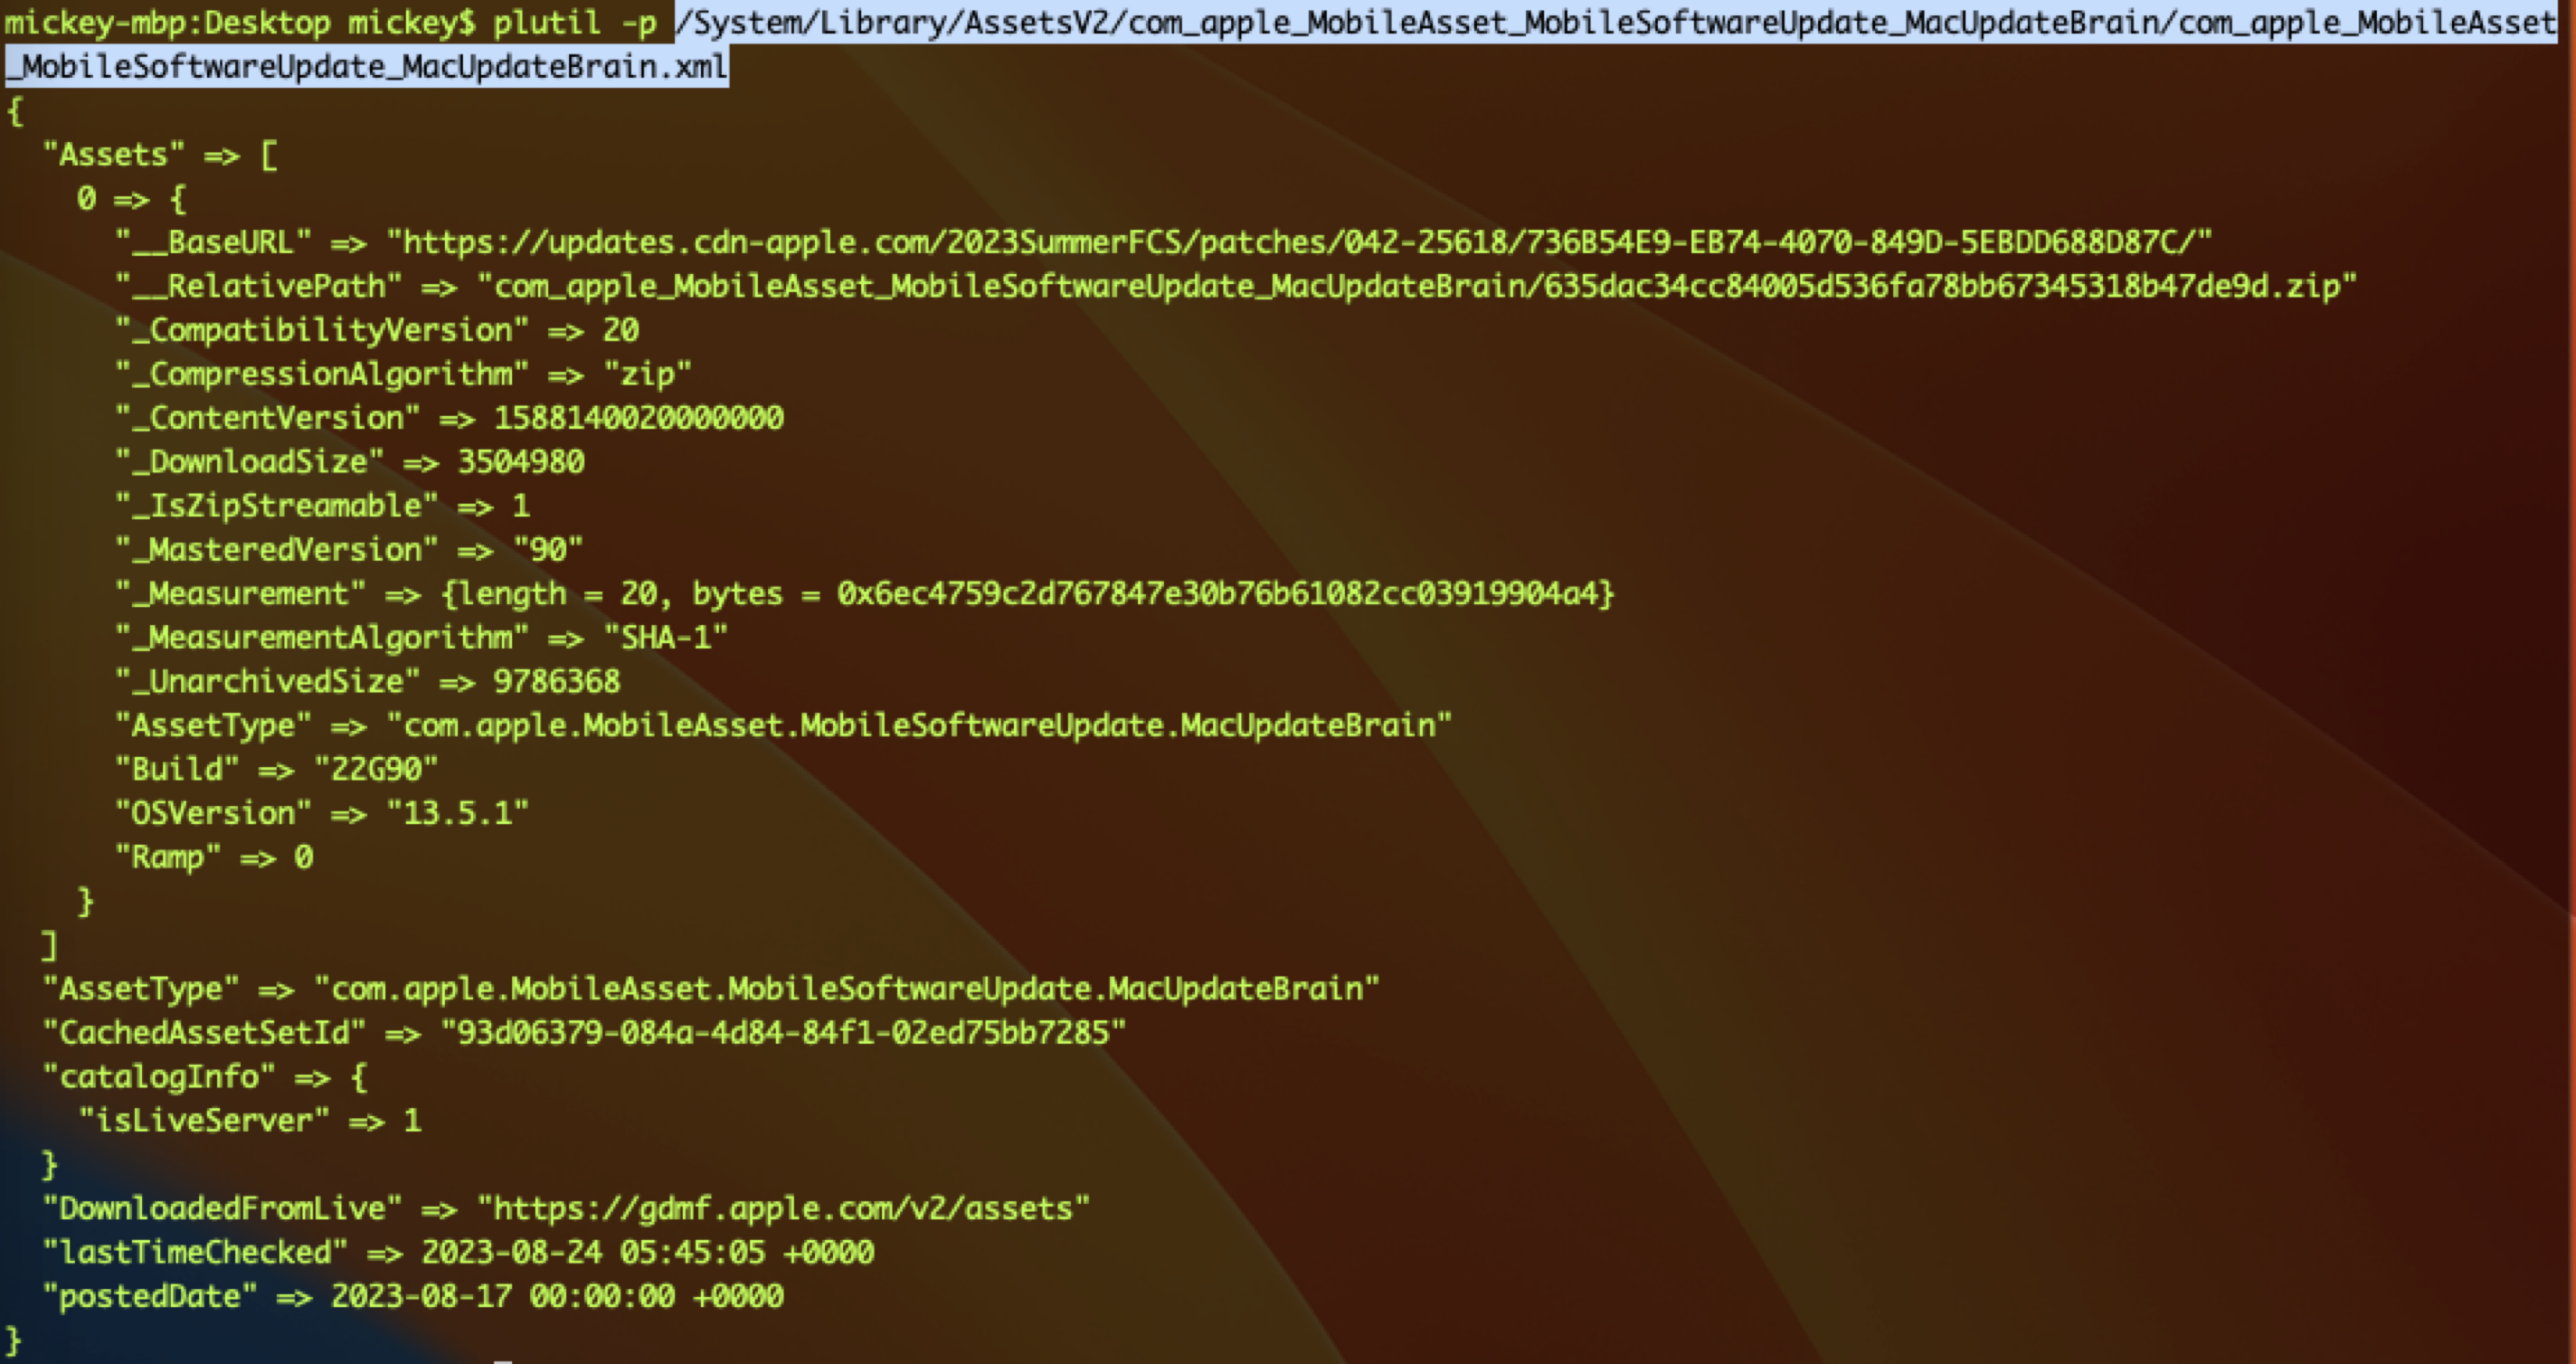 mickey-mbp:Desktop mickey$ plutil -p /System/Library/AssetsV2/com_apple_MobileAsset_MobileSoftwareUpdate_MacUpdateBrain/com_apple_MobileAsset
_MobileSoftwareUpdate_MacUpdateBrain.xml
{
  "Assets" => [
    0 => {
      "__BaseURL" => "https://updates.cdn-apple.com/2023SummerFCS/patches/042-25618/736B54E9-EB74-4070-849D-5EBDD688D87C/"
      "__RelativePath" => "com_apple_MobileAsset_MobileSoftwareUpdate_MacUpdateBrain/635dac34cc84005d536fa78bb67345318b47de9d.zip"
      "_CompatibilityVersion" => 20
      "_CompressionAlgorithm" => "zip"
      "_ContentVersion" => 1588140020000000
      "_DownloadSize" => 3504980
      "_IsZipStreamable" => 1
      "_MasteredVersion" => "90"
      "_Measurement" => {length = 20, bytes = 0x6ec4759c2d767847e30b76b61082cc03919904a4}
      "_MeasurementAlgorithm" => "SHA-1"
      "_UnarchivedSize" => 9786368
      "AssetType" => "com.apple.MobileAsset.MobileSoftwareUpdate.MacUpdateBrain"
      "Build" => "22G90"
      "OSVersion" => "13.5.1"
      "Ramp" => 0
    }
  ]
  "AssetType" => "com.apple.MobileAsset.MobileSoftwareUpdate.MacUpdateBrain"
  "CachedAssetSetId" => "93d06379-084a-4d84-84f1-02ed75bb7285"
  "catalogInfo" => {
    "isLiveServer" => 1
  }
  "DownloadedFromLive" => "https://gdmf.apple.com/v2/assets"
  "lastTimeChecked" => 2023-08-24 05:45:05 +0000
  "postedDate" => 2023-08-17 00:00:00 +0000
}